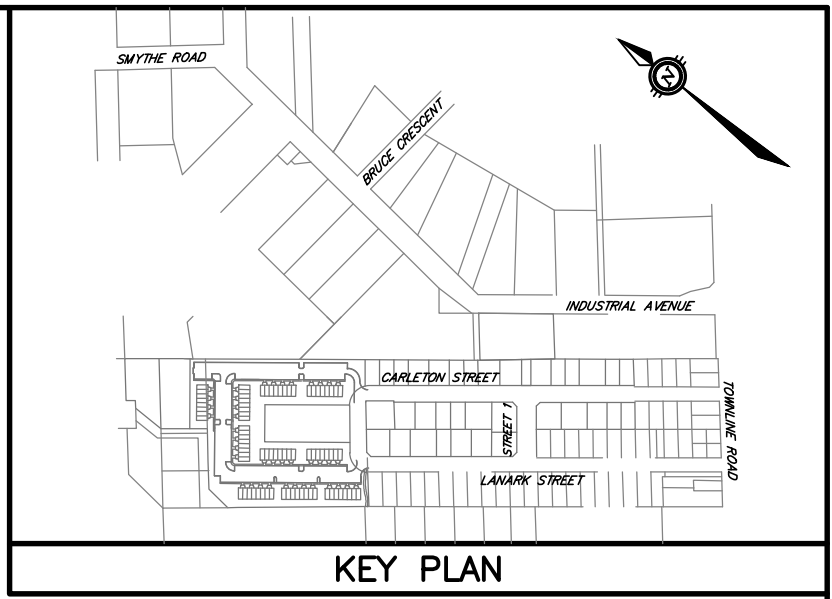 SMYTHE ROAD
N
BRUCE CRESCENT
INDUSTRIAL AVENUE
CARLETON STREET
STREET 1
TOWNLINE ROAD
LANARK STREET
KEY PLAN